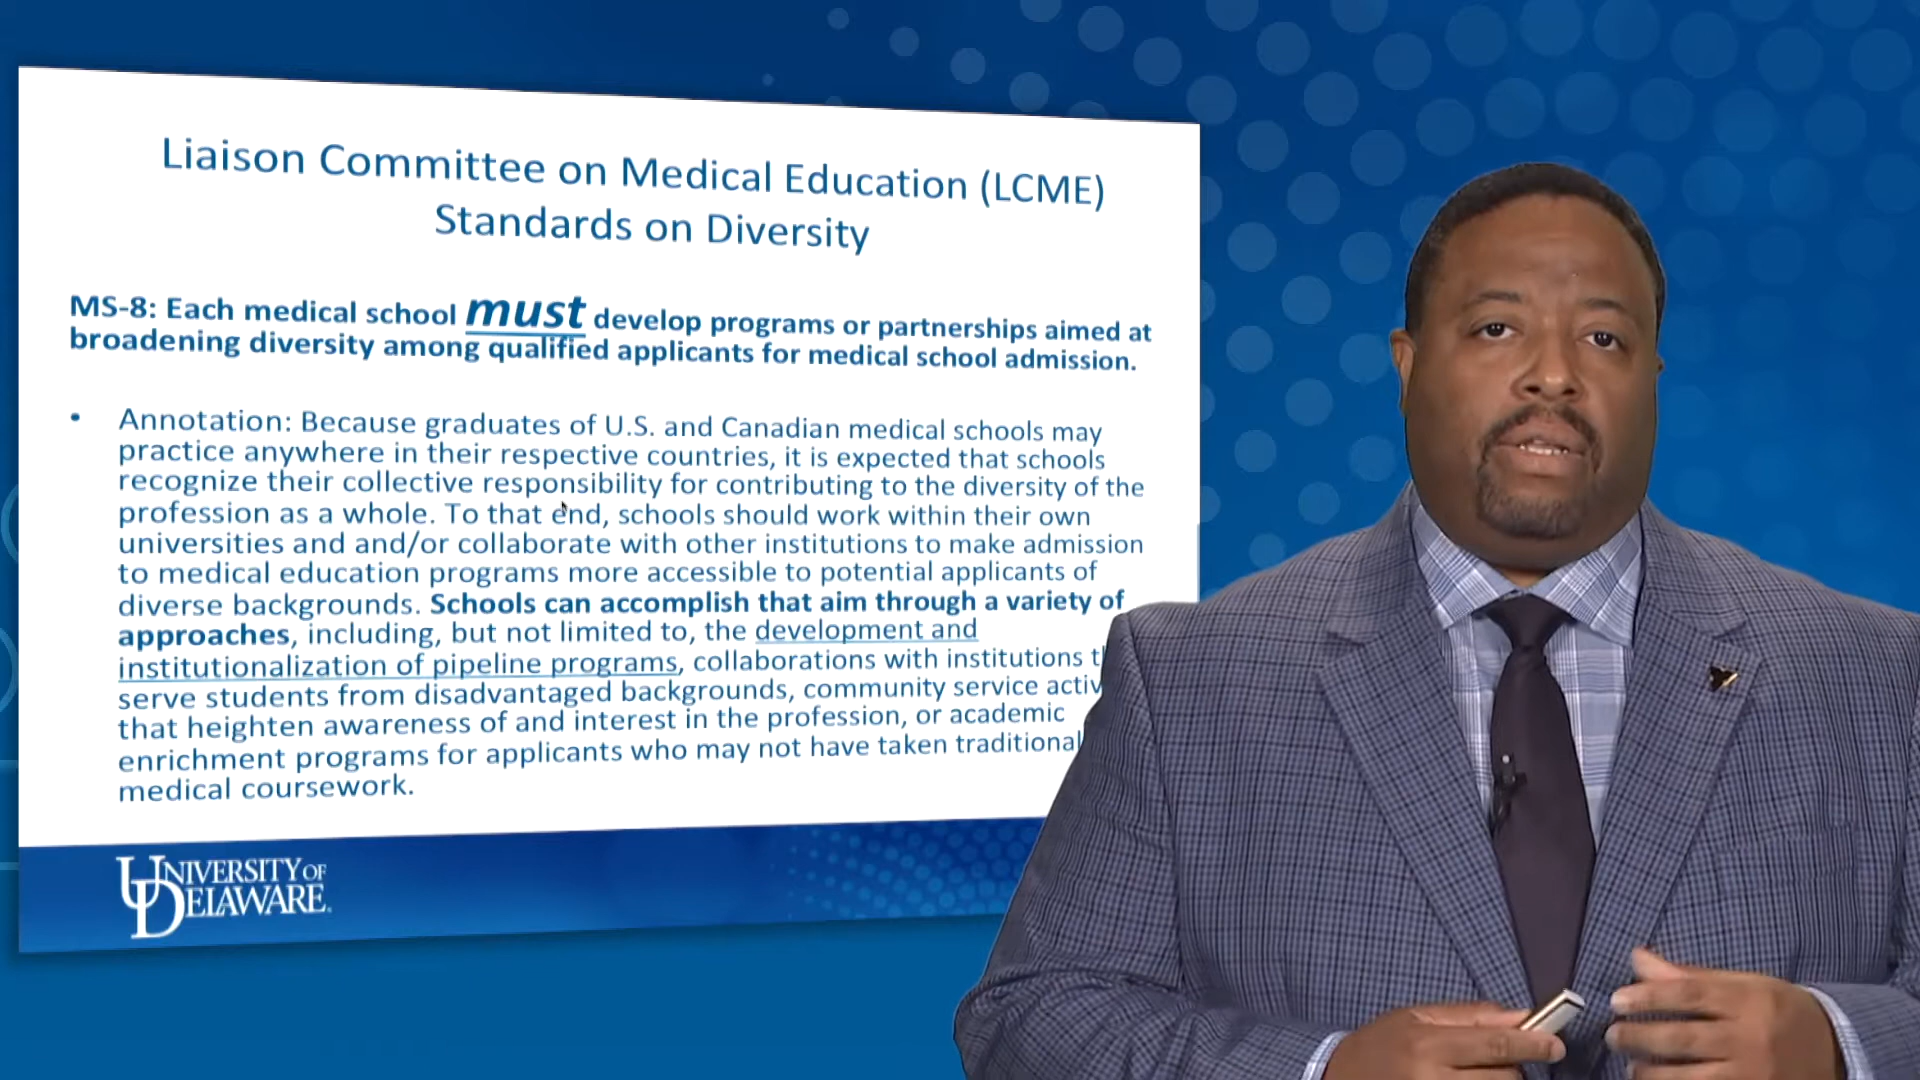 Liaison Committee on Medical Education (LCME)
Standards on Diversity
MS-8: Each medical school must develop programs or partnerships aimed at
broadening diversity among qualified applicants for medical school admission.
• Annotation: Because graduates of U.S. and Canadian medical schools may
practice anywhere in their respective countries, it is expected that schools
recognize their collective responsibility for contributing to the diversity of the
profession as a whole. To that end, schools should work within their own
universities and and/or collaborate with other institutions to make admission
to medical education programs more accessible to potential applicants of
diverse backgrounds. Schools can accomplish that aim through a variety of
approaches, including, but not limited to, the development and
institutionalization of pipeline programs, collaborations with institutions
serve students from disadvantaged backgrounds, community service
that heighten awareness of and interest in the profession, or academic
enrichment programs for applicants who may not have taken traditional
medical coursework.
UNIVERSITY OF
DELAWARE